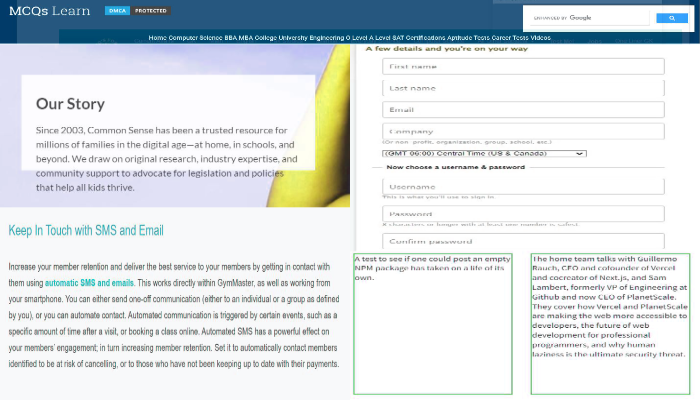 MCQs Learn
DMCA PROTECTED
ENHANCED BY Google
Home Computer Science BBA MBA College University Engineering O Level A Level SAT Certifications Aptitude Tests Career Tests Videos
Our Story
Since 2003, Common Sense has been a trusted resource for
millions of families in the digital age—at home, in schools, and
beyond. We draw on original research, industry expertise, and
community support to advocate for legislation and policies
that help all kids thrive.
A few details and you're on your way
First name
Last name
Email
Company
(Or non-profit, organization, group, school, etc.)
(GMT 06:00) Central Time (US & Canada)
Now choose a username & password
Username
This is what you'll use to sign in.
Password
characters or longer with at least one number is safest.
Confirm password
Keep In Touch with SMS and Email
Increase your member retention and deliver the best service to your members by getting in contact with
them using automatic SMS and emails. This works directly within GymMaster, as well as working from
your smartphone. You can either send one-off communication (either to an individual or a group as defined
by you), or you can automate contact. Automated communication is triggered by certain events, such as a
specific amount of time after a visit, or booking a class online. Automated SMS has a powerful effect on
your members' engagement; in turn increasing member retention. Set it to automatically contact members
identified to be at risk of cancelling, or to those who have not been keeping up to date with their payments.
A test to see if one could post an empty
NPM package has taken on a life of its
own.
The home team talks with Guillermo
Rauch, CEO and cofounder of Vercel
and cocreator of Next.js, and Sam
Lambert, formerly VP of Engineering at
Github and now CEO of PlanetScale.
They cover how Vercel and PlanetScale
are making the web more accessible to
developers, the future of web
development for professional
programmers, and why human
laziness is the ultimate security threat.